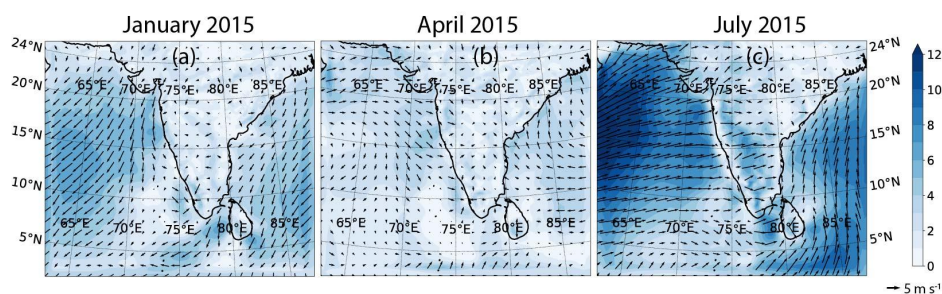 January 2015
April 2015
July 2015
(a)
(b)
(c)
24°N
20°N
15°N
10°N
5°N
65°E
70°E
75°E
80°E
85°E
65°E
70°E
75°E
80°E
85°E
65°E
70°E
75°E
80°E
85°E
65°E
70°E
75°E
80°E
85°E
65°E
70°E
75°E
80°E
85°E
65°E
70°E
75°E
80°E
85°E
24°N
20°N
15°N
10°N
5°N
12
10
8
6
4
2
0
5 m s⁻¹